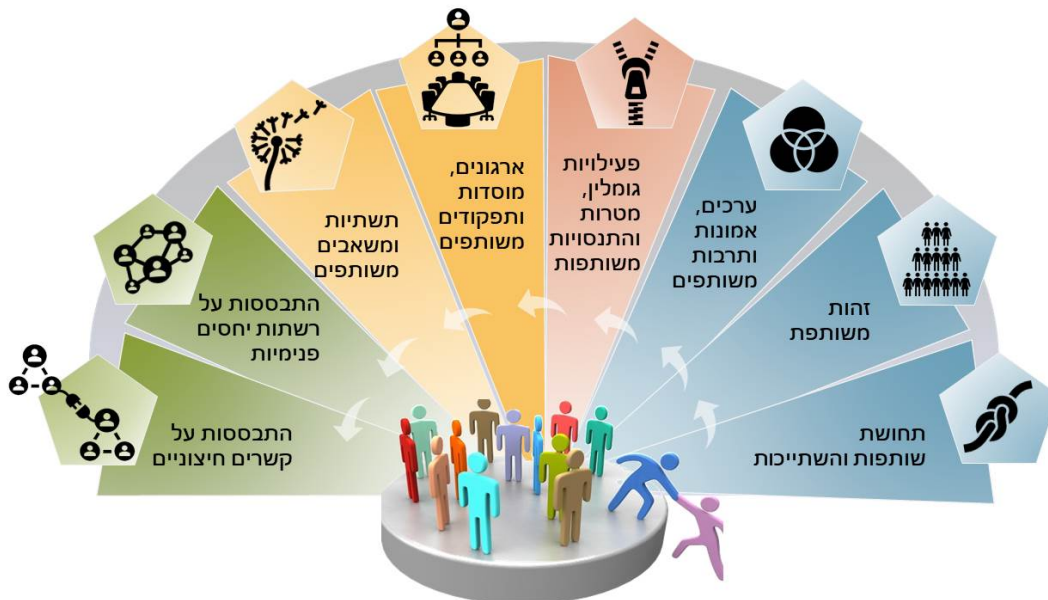 תחושת
שותפות והשתייכות
זהות
משותפת
ערכים,
אמונות
ותרבות
משותפים
פעילויות
גומלין,
מטרות
והתנסויות
משותפות
ארגונים,
מוסדות
ותפקודים
משותפים
תשתיות
ומשאבים
משותפים
התבססות על
רשתות יחסים
פנימיות
התבססות על
קשרים חיצוניים